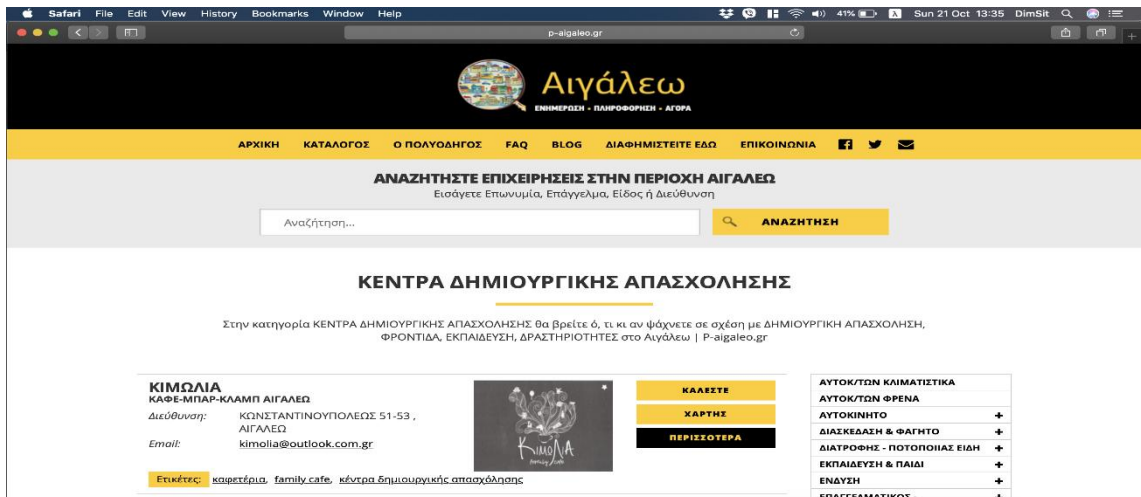 Safari File Edit View History Bookmarks Window Help 41% Sun 21 Oct 13:35 DimSit
p-aigaleo.gr
Αιγάλεω
ΕΝΗΜΕΡΩΣΗ • ΠΛΗΡΟΦΟΡΗΣΗ • ΑΓΟΡΑ
ΑΡΧΙΚΗ ΚΑΤΑΛΟΓΟΣ Ο ΠΟΛΥΟΔΗΓΟΣ FAQ BLOG ΔΙΑΦΗΜΙΣΤΕΙΤΕ ΕΔΩ ΕΠΙΚΟΙΝΩΝΙΑ
ΑΝΑΖΗΤΗΣΤΕ ΕΠΙΧΕΙΡΗΣΕΙΣ ΣΤΗΝ ΠΕΡΙΟΧΗ ΑΙΓΑΛΕΩ
Εισάγετε Επωνυμία, Επάγγελμα, Είδος ή Διεύθυνση
Αναζήτηση...
ΑΝΑΖΗΤΗΣΗ
ΚΕΝΤΡΑ ΔΗΜΙΟΥΡΓΙΚΗΣ ΑΠΑΣΧΟΛΗΣΗΣ
Στην κατηγορία ΚΕΝΤΡΑ ΔΗΜΙΟΥΡΓΙΚΗΣ ΑΠΑΣΧΟΛΗΣΗΣ θα βρείτε ό, τι κι αν ψάχνετε σε σχέση με ΔΗΜΙΟΥΡΓΙΚΗ ΑΠΑΣΧΟΛΗΣΗ,
ΦΡΟΝΤΙΔΑ, ΕΚΠΑΙΔΕΥΣΗ, ΔΡΑΣΤΗΡΙΟΤΗΤΕΣ στο Αιγάλεω | P-aigaleo.gr
ΚΙΜΩΛΙΑ
ΚΑΦΕ-ΜΠΑΡ-ΚΛΑΜΠ ΑΙΓΑΛΕΩ
Διεύθυνση: ΚΩΝΣΤΑΝΤΙΝΟΥΠΟΛΕΩΣ 51-53 ,
ΑΙΓΑΛΕΩ
Email: kimolia@outlook.com.gr
Ετικέτες: καφετέρια, family cafe, κέντρα δημιουργικής απασχόλησης
ΚιμωλίΑ
family cafe
ΚΑΛΕΣΤΕ
ΧΑΡΤΗΣ
ΠΕΡΙΣΣΟΤΕΡΑ
ΑΥΤΟΚ/ΤΩΝ ΚΛΙΜΑΤΙΣΤΙΚΑ
ΑΥΤΟΚ/ΤΩΝ ΦΡΕΝΑ
ΑΥΤΟΚΙΝΗΤΟ +
ΔΙΑΣΚΕΔΑΣΗ & ΦΑΓΗΤΟ +
ΔΙΑΤΡΟΦΗΣ - ΠΟΤΟΠΟΙΙΑΣ ΕΙΔΗ +
ΕΚΠΑΙΔΕΥΣΗ & ΠΑΙΔΙ +
ΕΝΔΥΣΗ +
ΕΠΑΓΓΕΛΜΑΤΙΚΟΣ - +